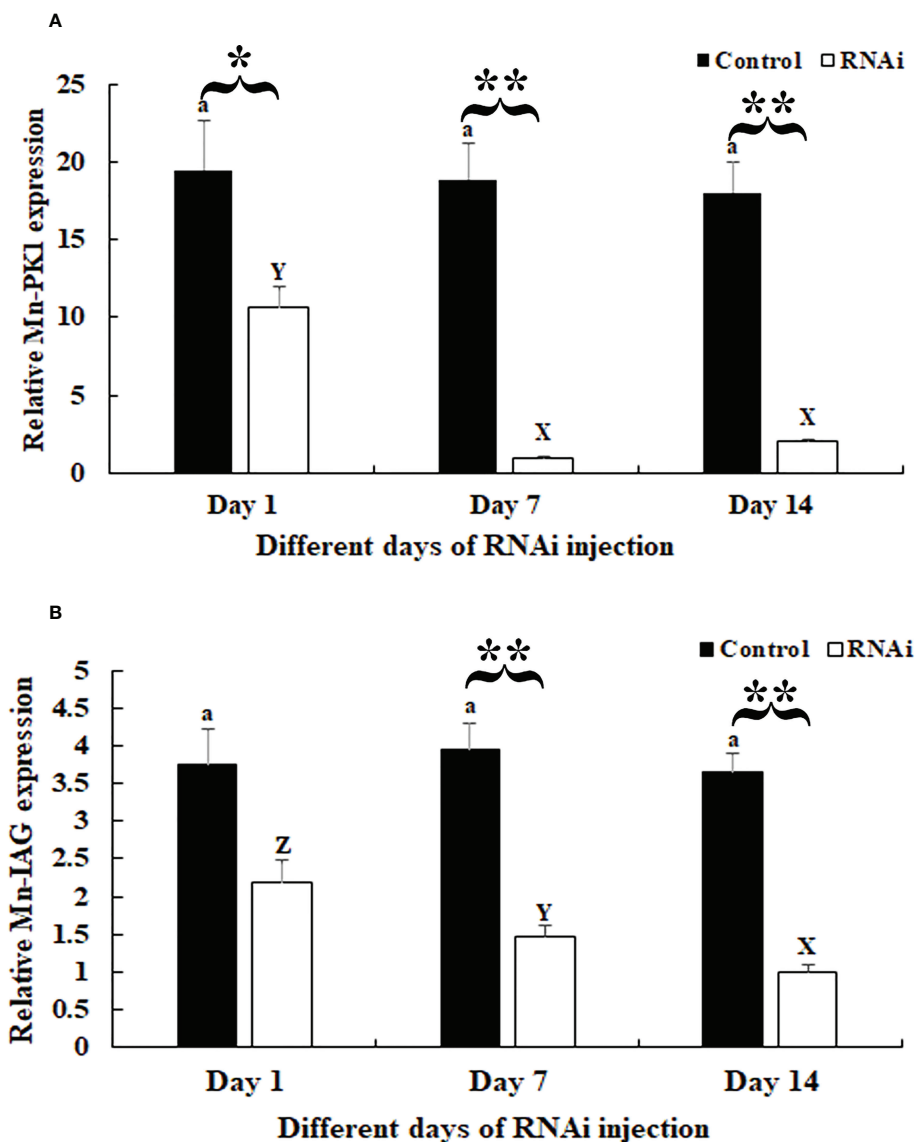 A
■ Control □ RNAi
* ** **
Relative Mn-PK1 expression
25
20
15
10
5
0
a Y a X a X
Day 1 Day 7 Day 14
Different days of RNAi injection
B
■ Control □ RNAi
** **
Relative Mn-IAG expression
5
4.5
4
3.5
3
2.5
2
1.5
1
0.5
0
a Z a Y a X
Day 1 Day 7 Day 14
Different days of RNAi injection